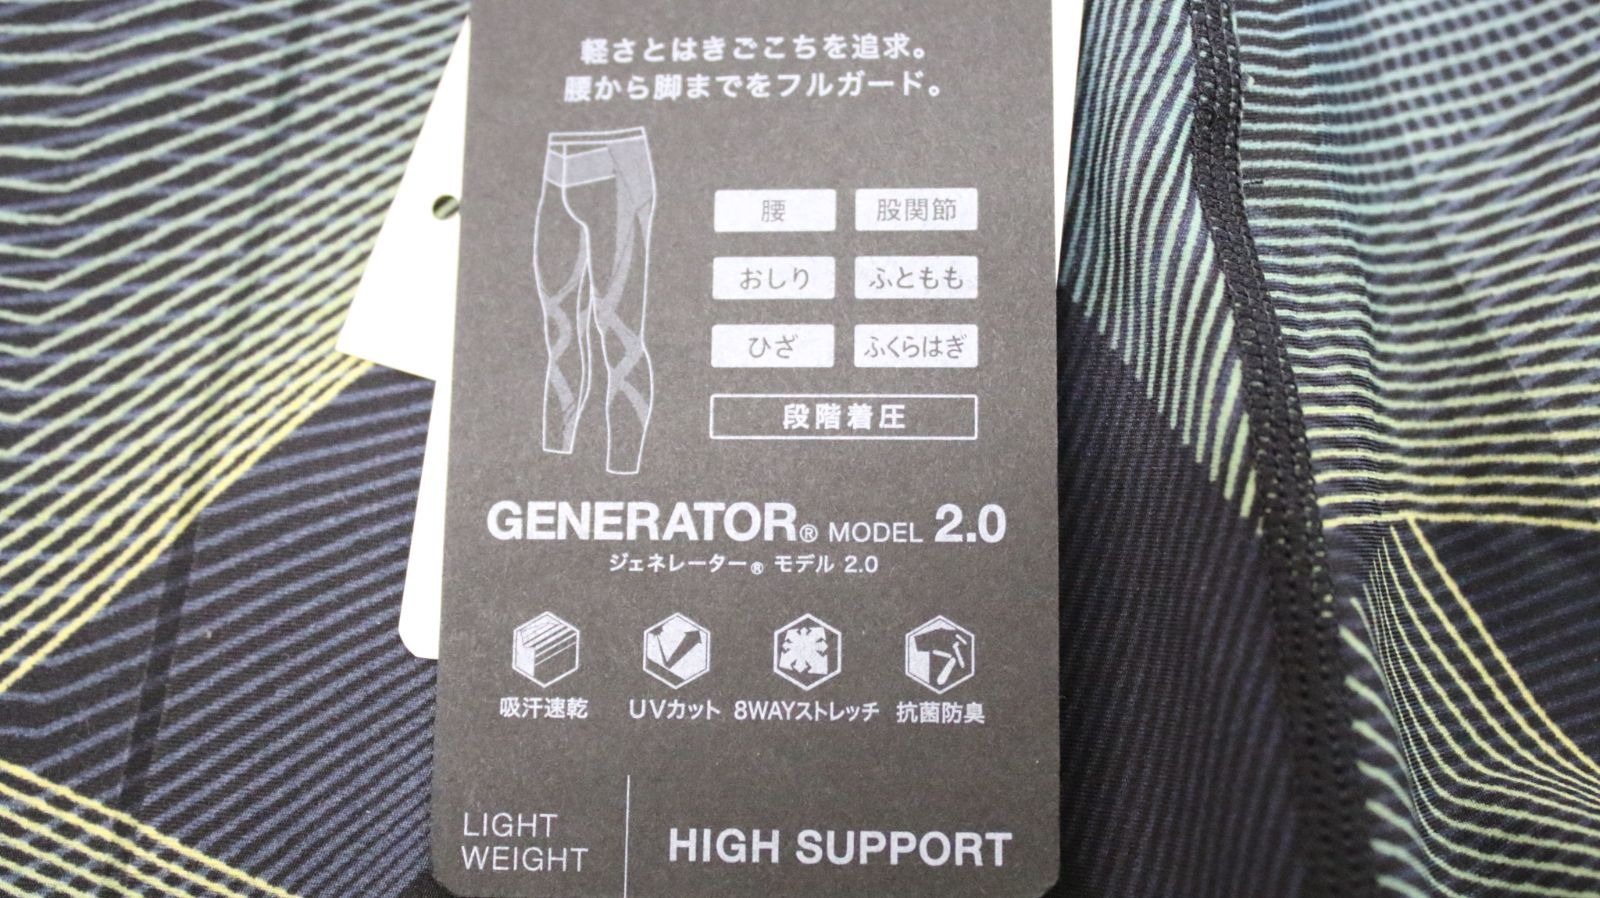 軽さとはきごこちを追求。
腰から脚までをフルガード。
腰 股関節
おしり ふともも
ひざ ふくらはぎ
段階着圧
GENERATOR® MODEL 2.0
ジェネレーター® モデル 2.0
吸汗速乾 UVカット 8WAYストレッチ 抗菌防臭
LIGHT
WEIGHT
HIGH SUPPORT